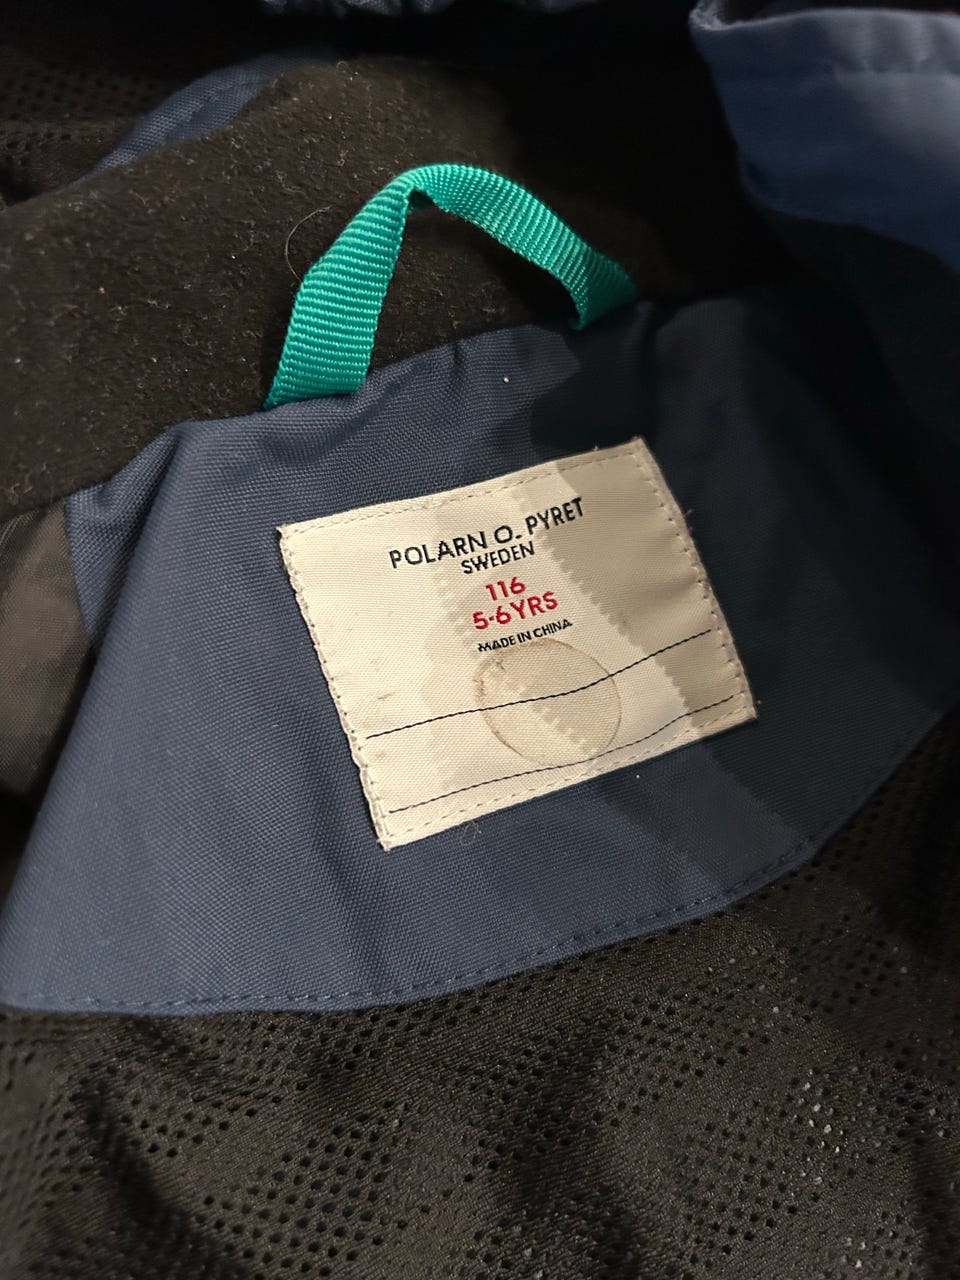 POLARN O. PYRET
SWEDEN
116
5-6YRS
MADE IN CHINA